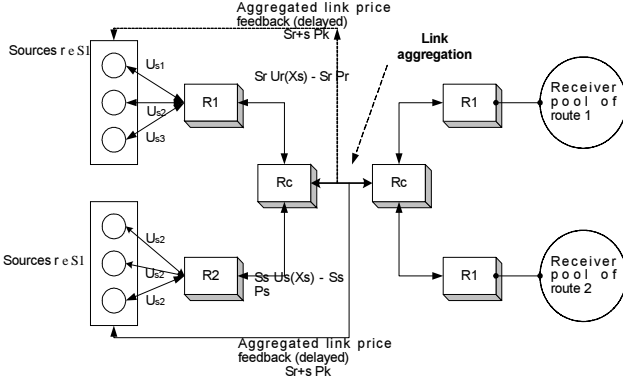 Aggregated link price
feedback (delayed)
Sr+s Pk
Link
aggregation
Sources r e S1
Us1
Us2
Us3
R1
Sr Ur(Xs) - Sr Pr
R1
Receiver
pool of
route 1
Rc
Rc
Sources r e S1
Us2
Us2
Us2
R2
Ss Us(Xs) - Ss
Ps
R1
Receiver
pool of
route 2
Aggregated link price
feedback (delayed)
Sr+s Pk